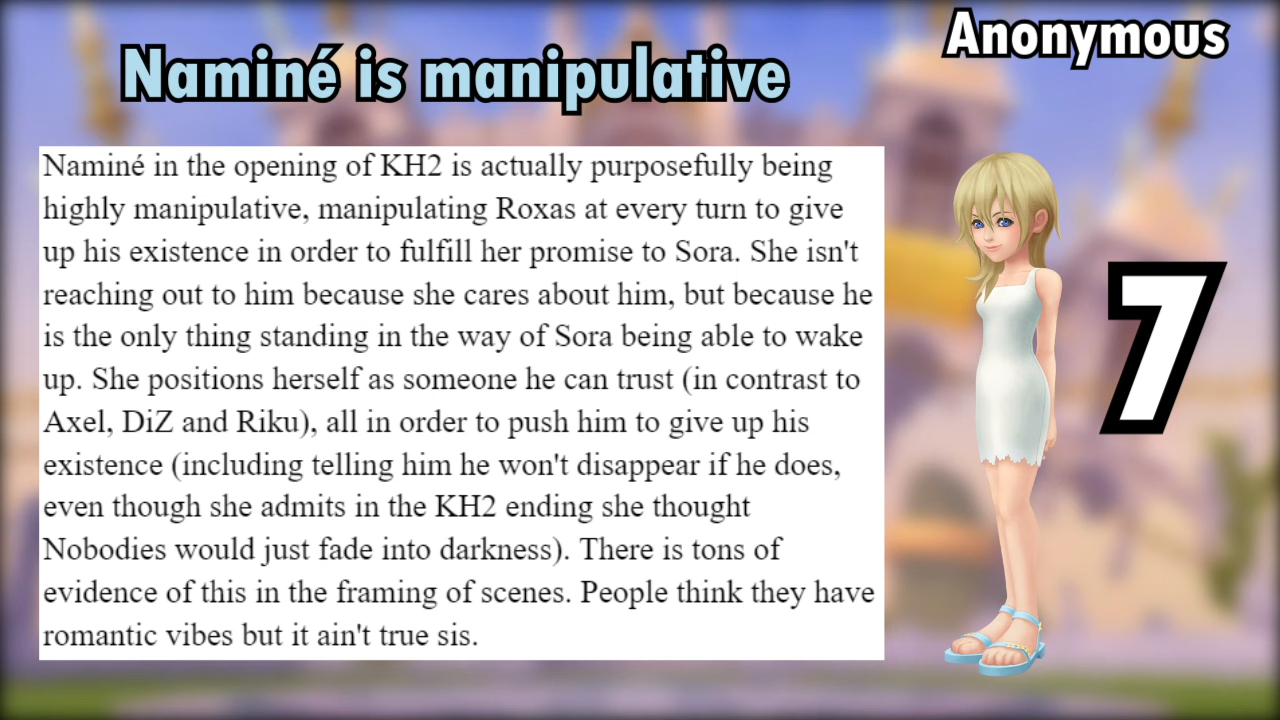 Anonymous
Naminé is manipulative
Naminé in the opening of KH2 is actually purposefully being
highly manipulative, manipulating Roxas at every turn to give
up his existence in order to fulfill her promise to Sora. She isn't
reaching out to him because she cares about him, but because he
is the only thing standing in the way of Sora being able to wake
up. She positions herself as someone he can trust (in contrast to
Axel, DiZ and Riku), all in order to push him to give up his
existence (including telling him he won't disappear if he does,
even though she admits in the KH2 ending she thought
Nobodies would just fade into darkness). There is tons of
evidence of this in the framing of scenes. People think they have
romantic vibes but it ain't true sis.
7